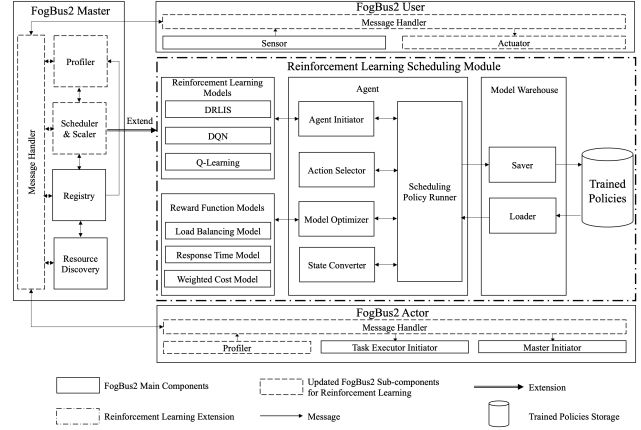 FogBus2 Master
Message Handler
Profiler
Scheduler
& Scaler
Registry
Resource
Discovery
Extend
FogBus2 User
Message Handler
Sensor
Actuator
Reinforcement Learning Scheduling Module
Reinforcement Learning
Models
DRLIS
DQN
Q-Learning
Reward Function Models
Load Balancing Model
Response Time Model
Weighted Cost Model
Agent
Agent Initiator
Action Selector
Model Optimizer
State Converter
Scheduling
Policy Runner
Model Warehouse
Saver
Loader
Trained
Policies
FogBus2 Actor
Message Handler
Profiler
Task Executor Initiator
Master Initiator
FogBus2 Main Components
Updated FogBus2 Sub-components
for Reinforcement Learning
Extension
Reinforcement Learning Extension
Message
Trained Policies Storage